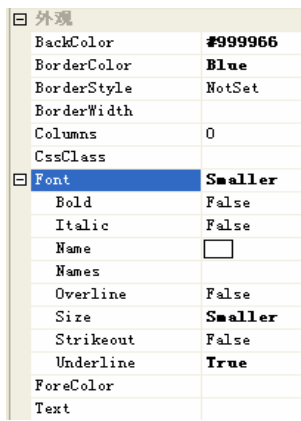 外观
BackColor #999966
BorderColor Blue
BorderStyle NotSet
BorderWidth
Columns 0
CssClass
Font Smaller
Bold False
Italic False
Name
Names
Overline False
Size Smaller
Strikeout False
Underline True
ForeColor
Text